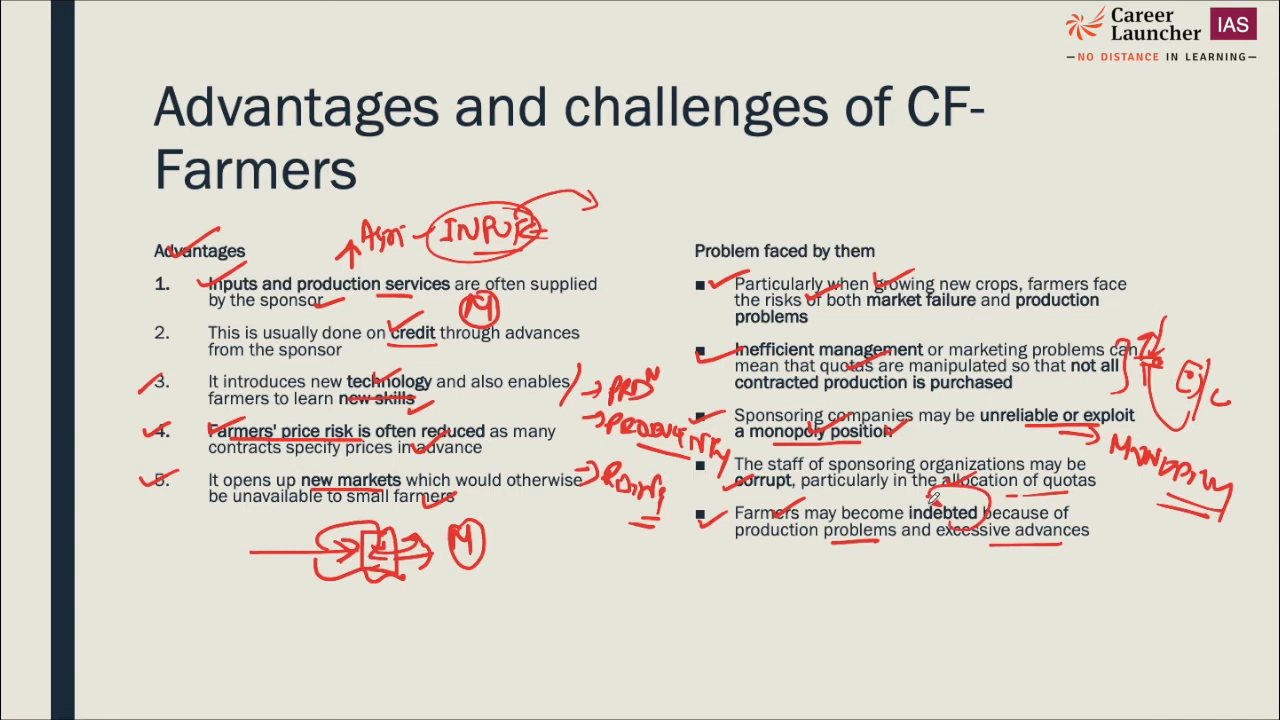 Career
Launcher
IAS
—NO DISTANCE IN LEARNING—
Advantages and challenges of CF-
Farmers
Agri - INPUT
Advantages
1. Inputs and production services are often supplied
by the sponsor
M
2. This is usually done on credit through advances
from the sponsor
3. It introduces new technology and also enables
farmers to learn new skills
4. Farmers' price risk is often reduced as many
contracts specify prices in advance
5. It opens up new markets which would otherwise
be unavailable to small farmers
M
→ PRDN
→ PRODUCTIVITY
Problem faced by them
■ Particularly when growing new crops, farmers face
the risks of both market failure and production
problems
■ Inefficient management or marketing problems can
mean that quotas are manipulated so that not all
contracted production is purchased
■ Sponsoring companies may be unreliable or exploit
a monopoly position
■ The staff of sponsoring organizations may be
corrupt, particularly in the allocation of quotas
■ Farmers may become indebted because of
production problems and excessive advances
MONOPOLY